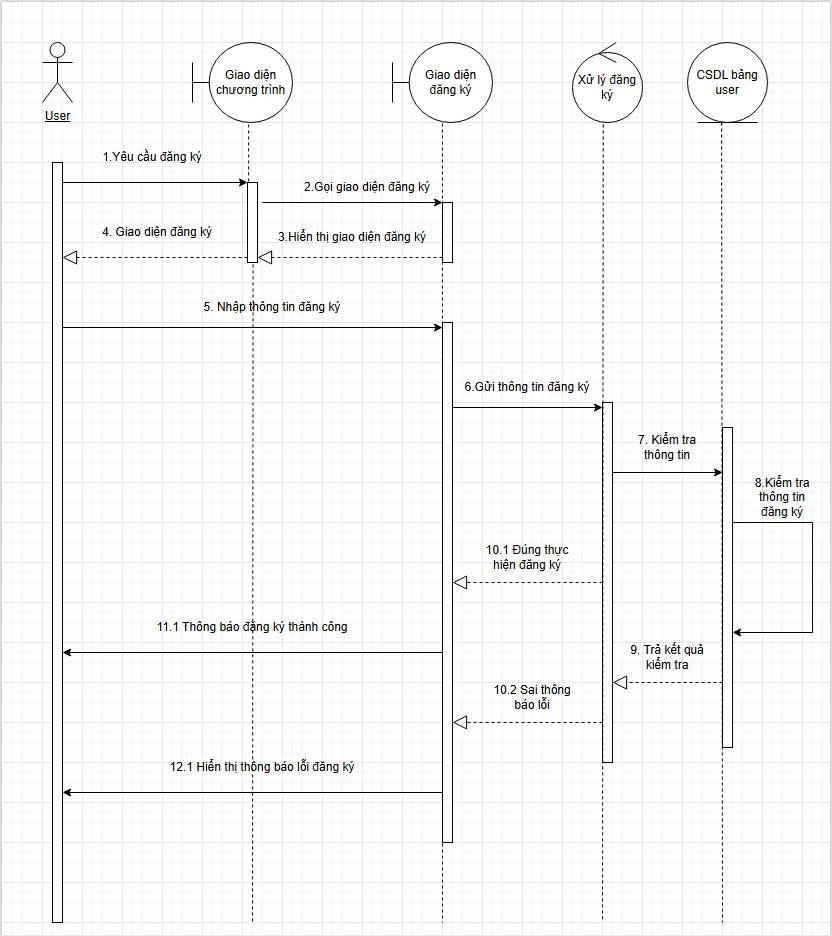 Giao diện
chương trình
Giao diện
đăng ký
Xử lý đăng
ký
CSDL bảng
user
User
1.Yêu cầu đăng ký
2.Gọi giao diện đăng ký
4. Giao diện đăng ký
3.Hiển thị giao diện đăng ký
5. Nhập thông tin đăng ký
6.Gửi thông tin đăng ký
7. Kiểm tra
thông tin
8.Kiểm tra
thông tin
đăng ký
10.1 Đúng thực
hiện đăng ký
11.1 Thông báo đặng ký thành công
9. Trả kết quả
kiểm tra
10.2 Sai thông
báo lỗi
12.1 Hiển thị thông báo lỗi đăng ký